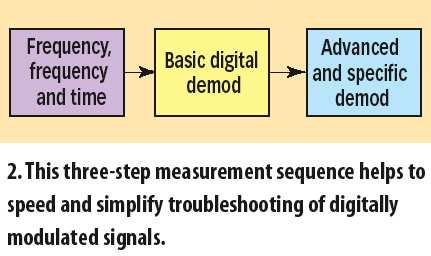 Frequency,
frequency
and time
Basic digital
demod
Advanced
and specific
demod
2. This three-step measurement sequence helps to
speed and simplify troubleshooting of digitally
modulated signals.